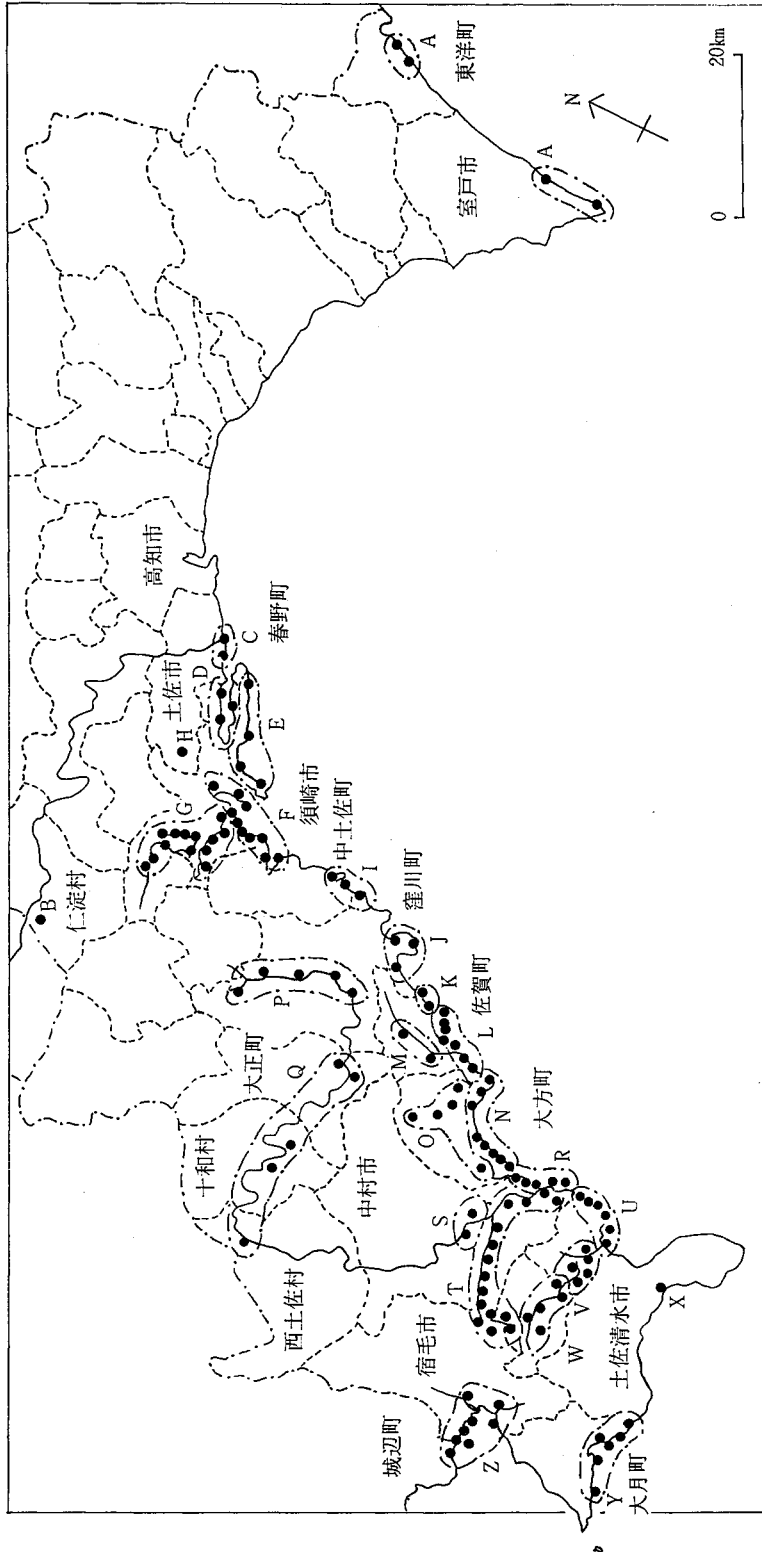 東洋町
A
室戸市
A
N
0
20km
高知市
春野町
C
土佐市
D
H
E
G
F
須崎市
B
仁淀村
中土佐町
I
窪川町
J
K
佐賀町
L
M
P
大正町
Q
N
大方町
O
十和村
中村市
R
S
U
西土佐村
T
V
W
宿毛市
土佐清水市
X
城辺町
Z
Y
大月町